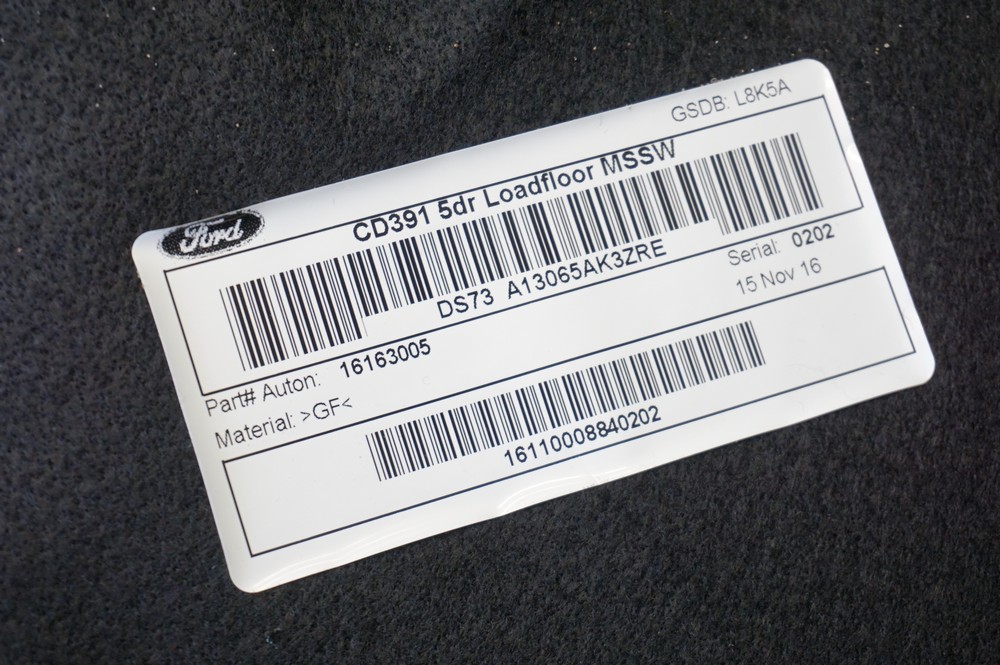 GSDB: L8K5A
Ford
CD391 5dr Loadfloor MSSW
DS73 A13065AK3ZRE
Serial: 0202
15 Nov 16
Part# Auton: 16163005
Material: >GF<
16110008840202